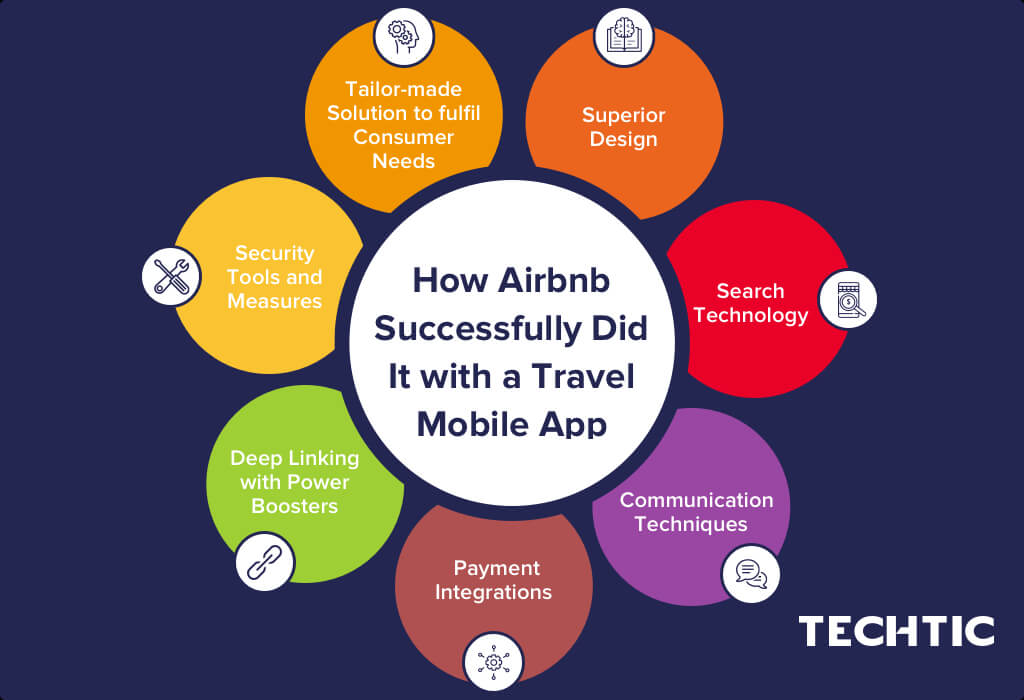 How Airbnb
Successfully Did
It with a Travel
Mobile App
Tailor-made
Solution to fulfil
Consumer
Needs
Superior
Design
Search
Technology
Communication
Techniques
Payment
Integrations
Deep Linking
with Power
Boosters
Security
Tools and
Measures
TECHTIC